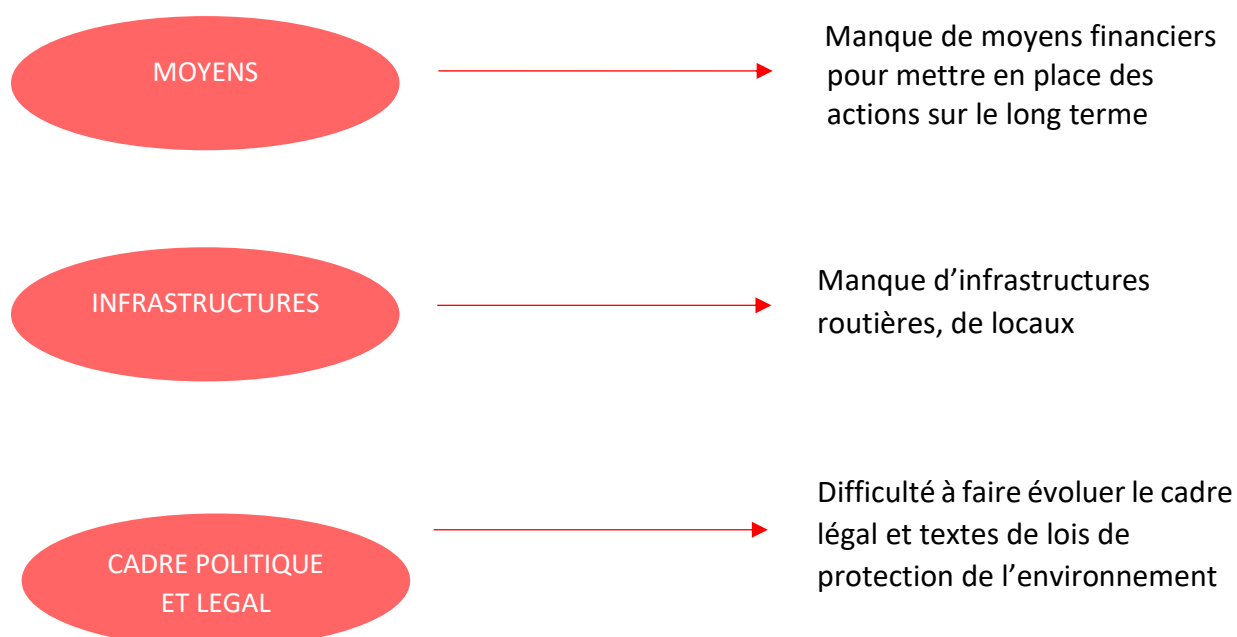 MOYENS
Manque de moyens financiers
pour mettre en place des
actions sur le long terme
INFRASTRUCTURES
Manque d’infrastructures
routières, de locaux
CADRE POLITIQUE
ET LEGAL
Difficulté à faire évoluer le cadre
légal et textes de lois de
protection de l’environnement